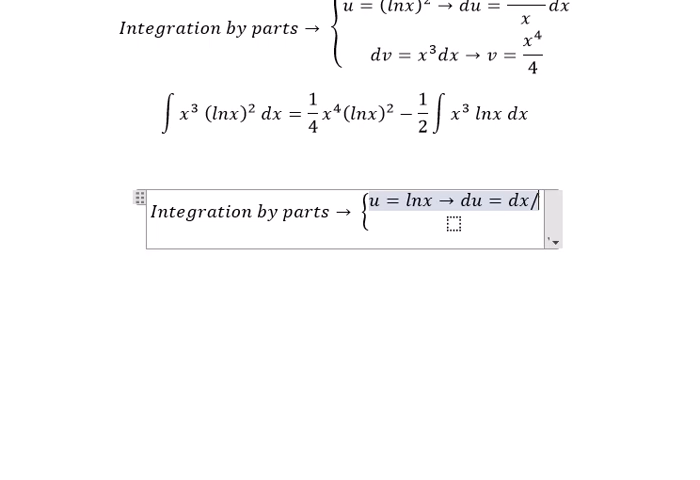 u = (lnx)² → du = — dx
Integration by parts →
x
dv = x³dx → v = x⁴/4
∫ x³ (lnx)² dx = 1/4 x⁴(lnx)² − 1/2 ∫ x³ lnx dx
Integration by parts → {u = lnx → du = dx/